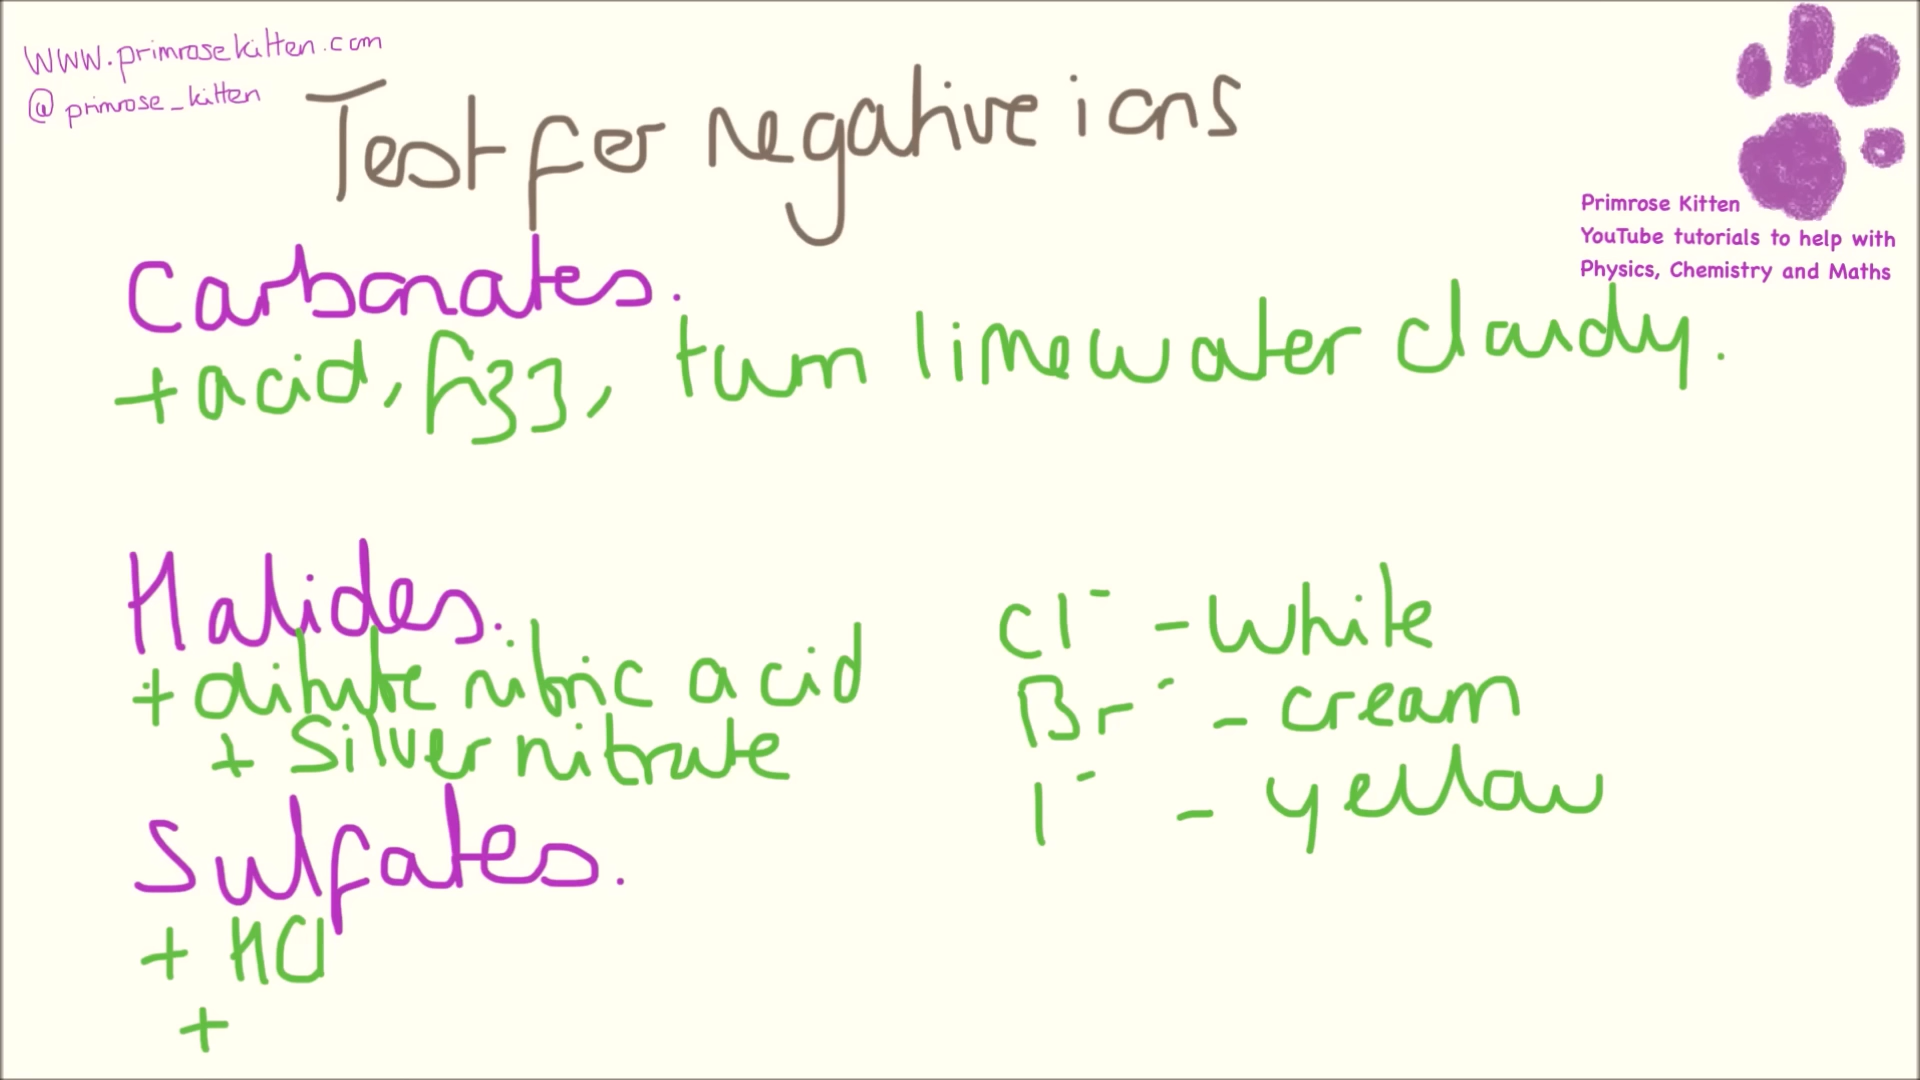 www.primrosekitten.com
@primrose_kitten
Test for negative ions
Primrose Kitten
YouTube tutorials to help with
Physics, Chemistry and Maths
Carbonates.
+ acid, fizz, turn limewater cloudy.
Halides.
+ dilute nitric acid
+ Silver nitrate
Cl⁻ - White
Br⁻ - cream
I⁻ - yellow
Sulfates.
+ HCl
+